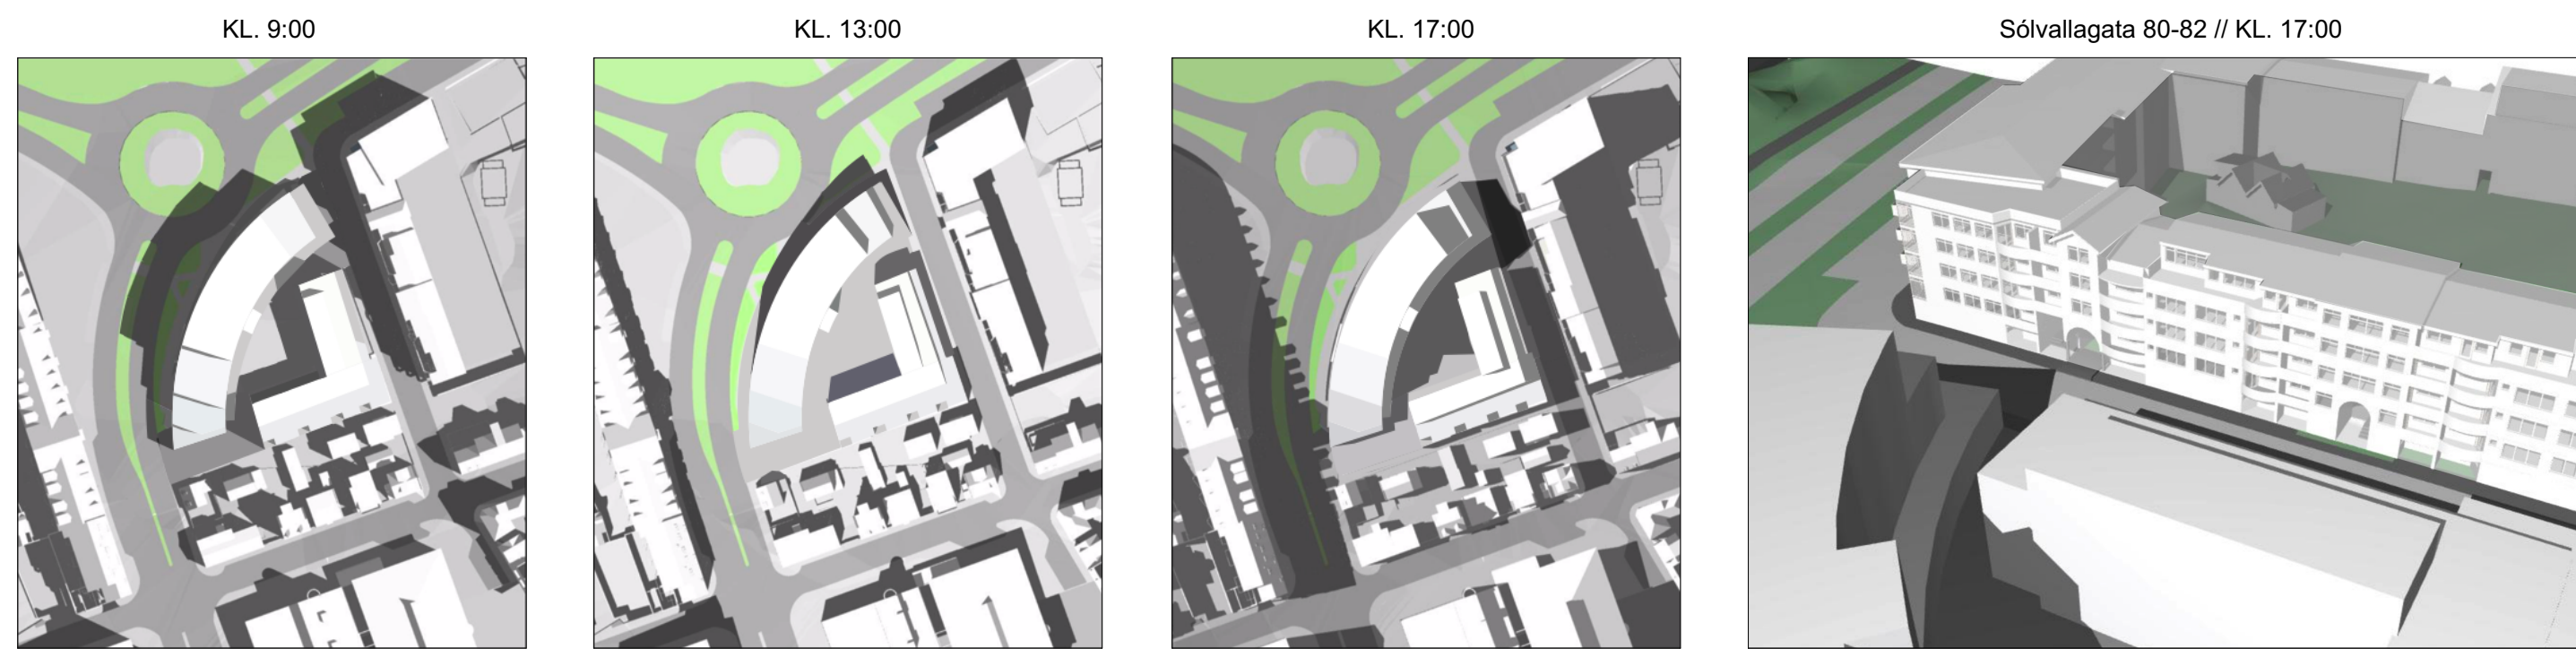 KL. 9:00
KL. 13:00
KL. 17:00
Sólvallagata 80-82 // KL. 17:00